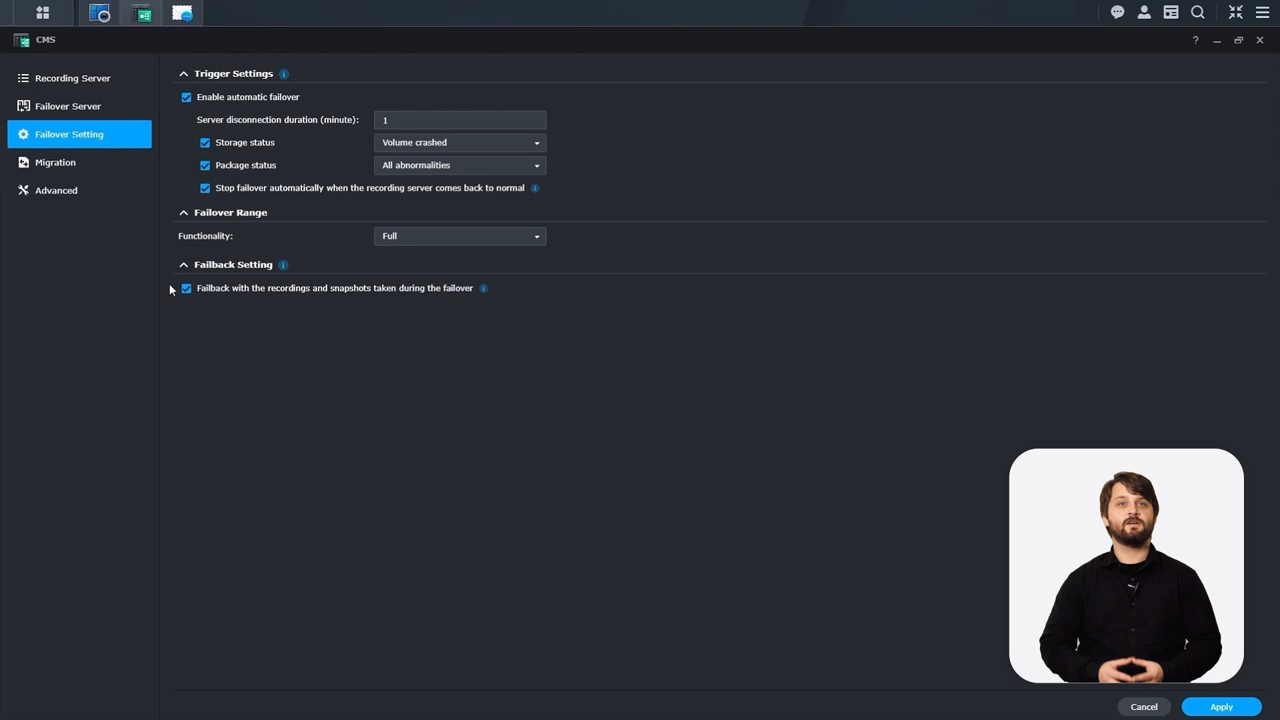 CMS
?
Recording Server
Failover Server
Failover Setting
Migration
Advanced
Trigger Settings
Enable automatic failover
Server disconnection duration (minute): 1
Storage status Volume crashed
Package status All abnormalities
Stop failover automatically when the recording server comes back to normal
Failover Range
Functionality: Full
Failback Setting
Failback with the recordings and snapshots taken during the failover
Cancel Apply